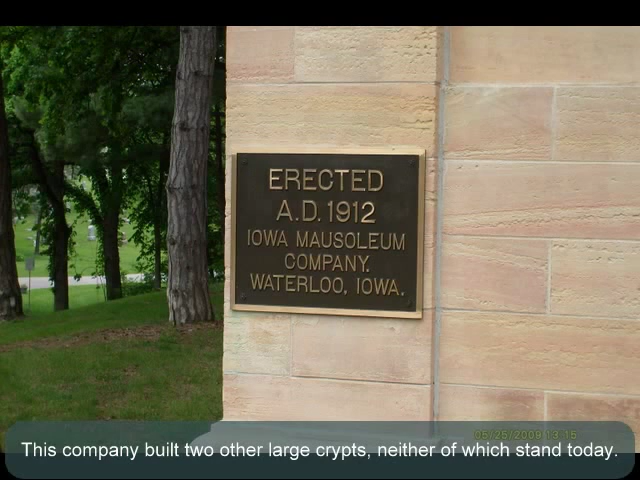 ERECTED
A.D. 1912
IOWA MAUSOLEUM
COMPANY.
WATERLOO, IOWA.
05/25/2009 13:15
This company built two other large crypts, neither of which stand today.